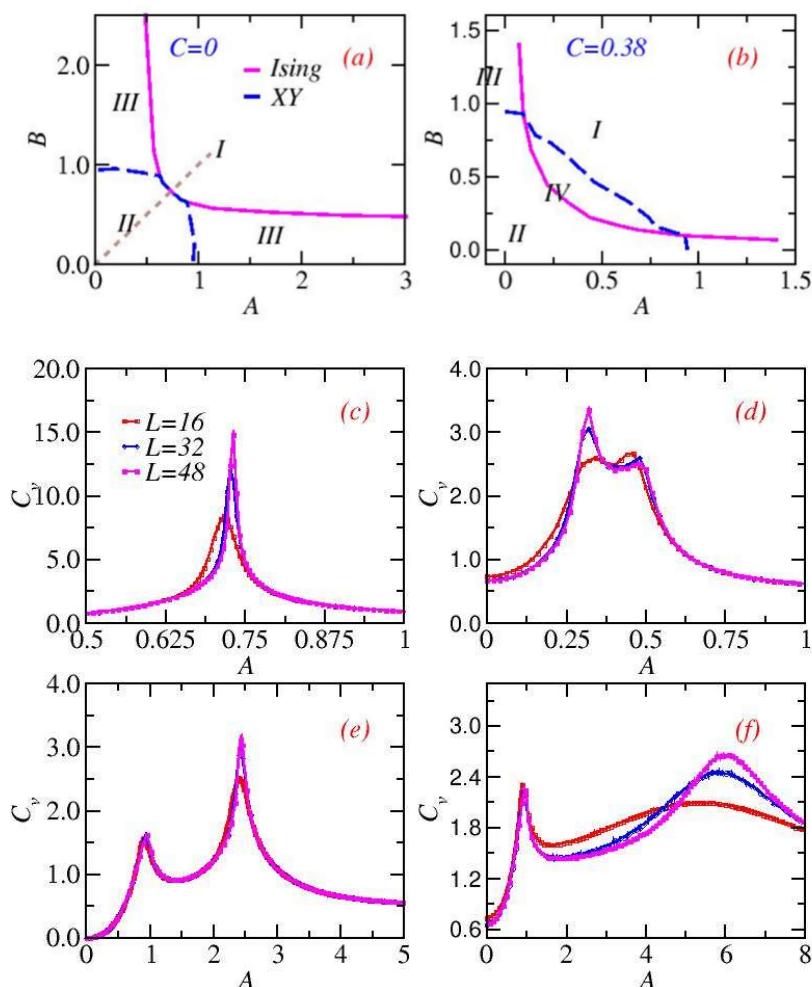 C=0
(a)
Ising
XY
2.0
1.0
0.0
B
III
I
II
III
0
1
2
3
A
C=0.38
(b)
1.5
1.0
0.5
0.0
B
III
I
IV
II
0
0.5
1
1.5
A
(c)
L=16
L=32
L=48
20.0
15.0
10.0
5.0
0.0
C_v
0.5
0.625
0.75
0.875
1
A
(d)
4.0
3.0
2.0
1.0
0.0
C_v
0
0.25
0.5
0.75
1
A
(e)
4.0
3.0
2.0
1.0
0.0
C_v
0
1
2
3
4
5
A
(f)
3.0
2.4
1.8
1.2
0.6
C_v
0
2
4
6
8
A